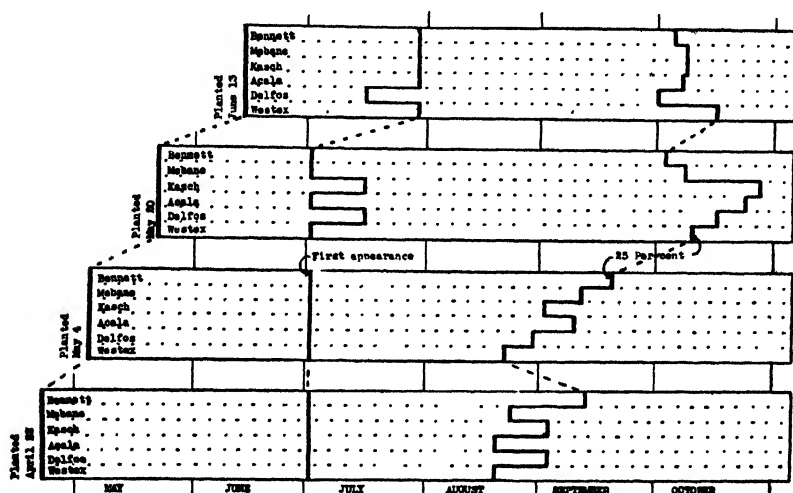 Bennett
Mebane
Kasch
Acala
Delfos
Westex
Planted
June 13
Bennett
Mebane
Kasch
Acala
Delfos
Westex
Planted
May 20
First appearance
25 Percent
Bennett
Mebane
Kasch
Acala
Delfos
Westex
Planted
May 4
Bennett
Mebane
Kasch
Acala
Delfos
Westex
Planted
MAY JUNE JULY AUGUST SEPTEMBER OCTOBER